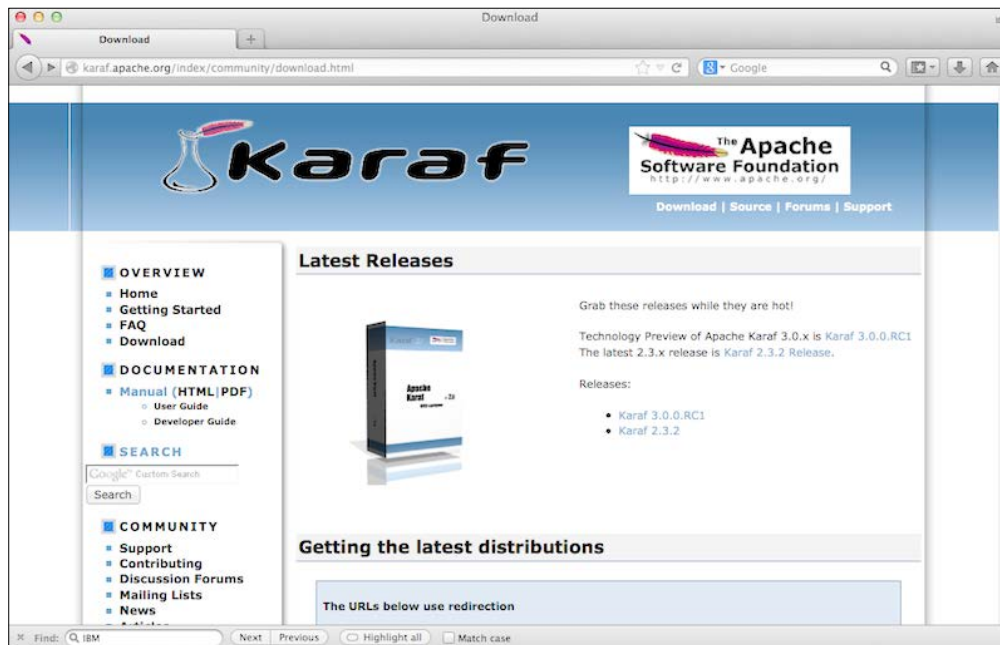 Download
Download
karaf.apache.org/index/community/download.html
Google
Karaf
The Apache
Software Foundation
http://www.apache.org/
Download | Source | Forums | Support
OVERVIEW
Home
Getting Started
FAQ
Download
DOCUMENTATION
Manual (HTML|PDF)
User Guide
Developer Guide
SEARCH
Google™ Custom Search
Search
COMMUNITY
Support
Contributing
Discussion Forums
Mailing Lists
News
Latest Releases
Apache
Karaf
Grab these releases while they are hot!
Technology Preview of Apache Karaf 3.0.x is Karaf 3.0.0.RC1
The latest 2.3.x release is Karaf 2.3.2 Release.
Releases:
Karaf 3.0.0.RC1
Karaf 2.3.2
Getting the latest distributions
The URLs below use redirection
Find: IBM Next Previous Highlight all Match case